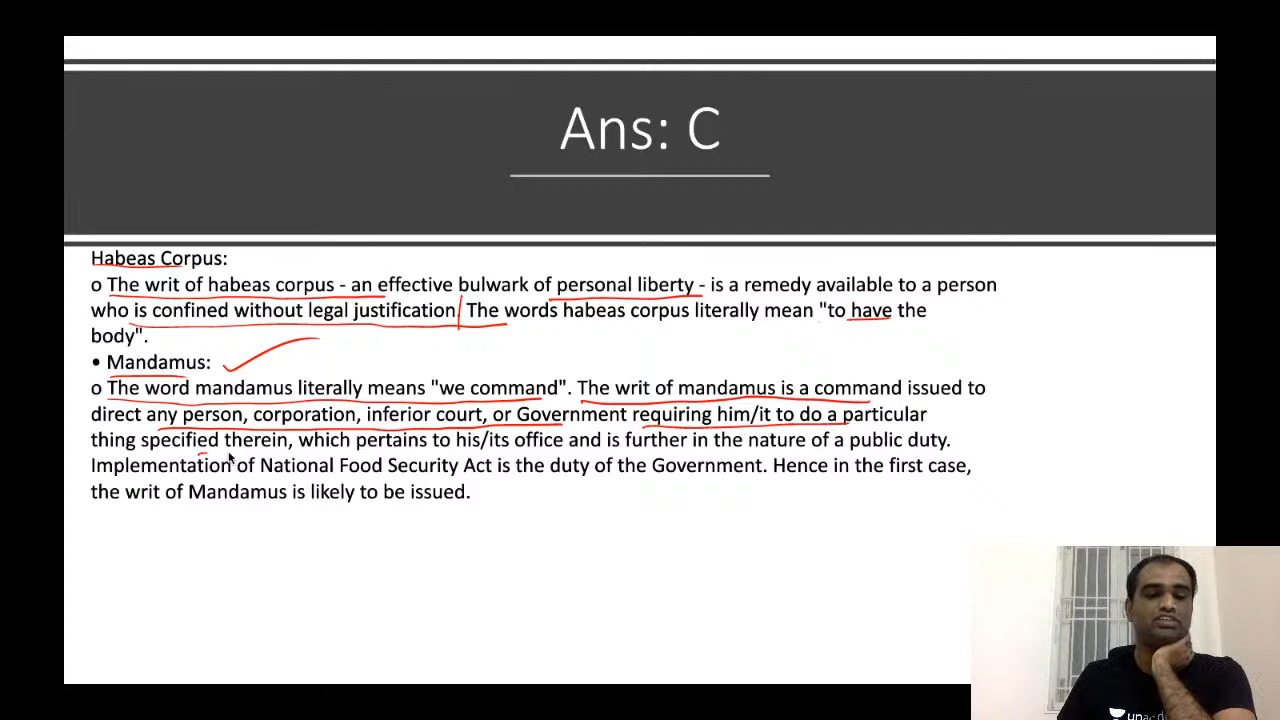 Ans: C
Habeas Corpus:
o The writ of habeas corpus - an effective bulwark of personal liberty - is a remedy available to a person
who is confined without legal justification. The words habeas corpus literally mean "to have the
body".
• Mandamus:
o The word mandamus literally means "we command". The writ of mandamus is a command issued to
direct any person, corporation, inferior court, or Government requiring him/it to do a particular
thing specified therein, which pertains to his/its office and is further in the nature of a public duty.
Implementation of National Food Security Act is the duty of the Government. Hence in the first case,
the writ of Mandamus is likely to be issued.